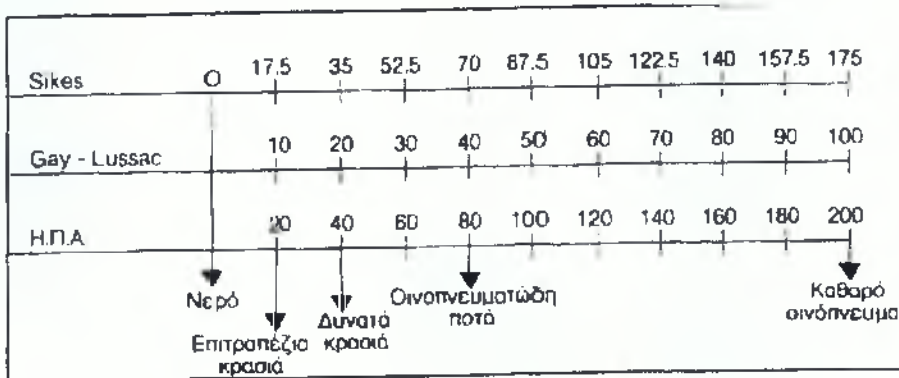 Sikes O 17.5 35 52.5 70 87.5 105 122.5 140 157.5 175
Gay - Lussac 10 20 30 40 50 60 70 80 90 100
Η.Π.Α 20 40 60 80 100 120 140 160 180 200
Νερό
Επιτραπέζια
κρασιά
Δυνατά
κρασιά
Οινοπνευματώδη
ποτά
Καθαρό
οινόπνευμα